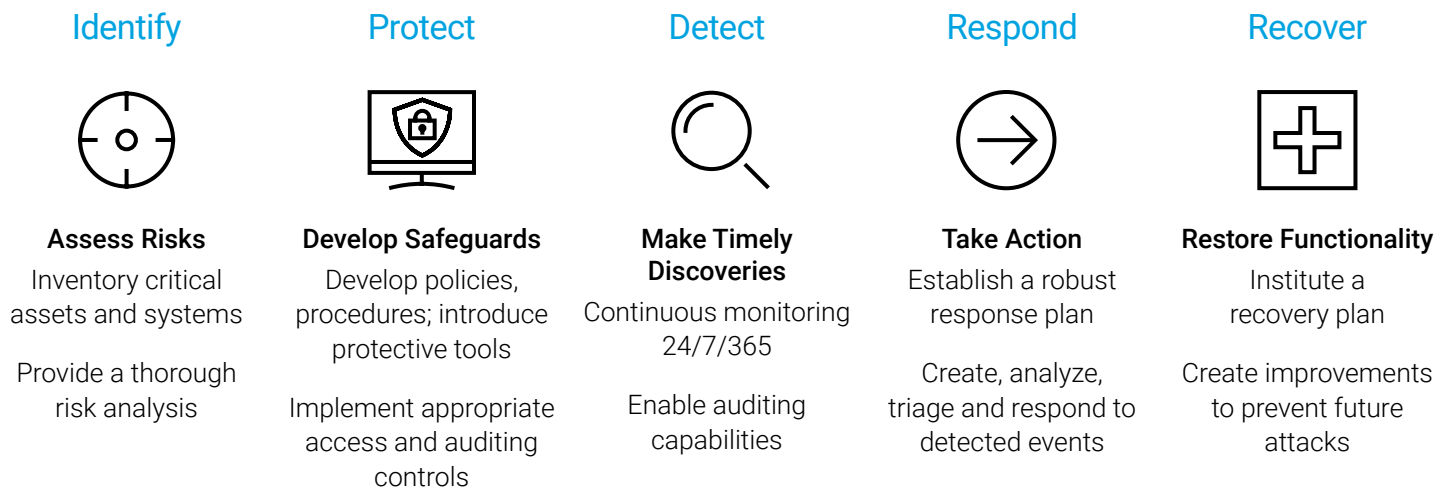 Identify
Assess Risks
Inventory critical
assets and systems
Provide a thorough
risk analysis
Protect
Develop Safeguards
Develop policies,
procedures; introduce
protective tools
Implement appropriate
access and auditing
controls
Detect
Make Timely
Discoveries
Continuous monitoring
24/7/365
Enable auditing
capabilities
Respond
Take Action
Establish a robust
response plan
Create, analyze,
triage and respond to
detected events
Recover
Restore Functionality
Institute a
recovery plan
Create improvements
to prevent future
attacks